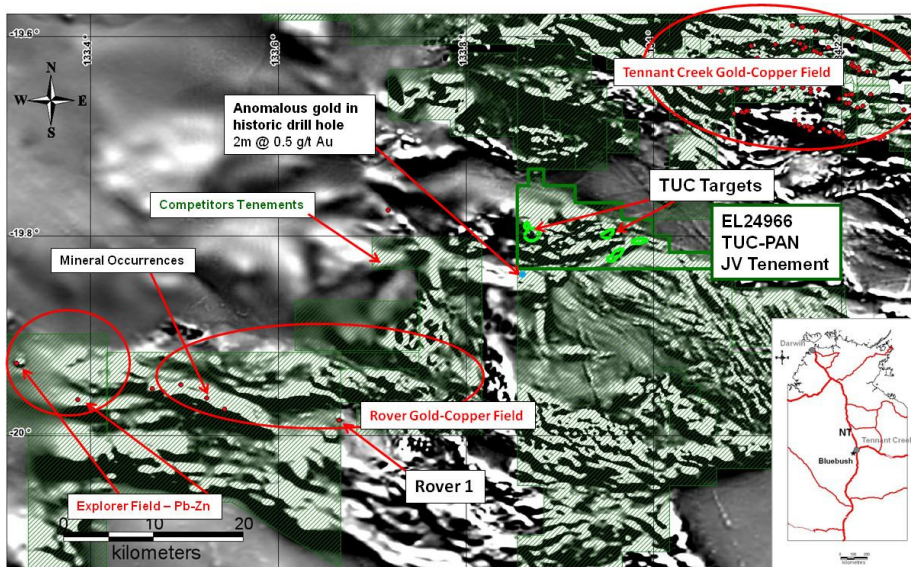 -19.6
133.4
133.6
133.8
134
134.2
N
W E
S
Tennant Creek Gold-Copper Field
Anomalous gold in
historic drill hole
2m @ 0.5 g/t Au
TUC Targets
Competitors Tenements
EL24966
TUC-PAN
JV Tenement
-19.8
Mineral Occurrences
Rover Gold-Copper Field
-20
Rover 1
Explorer Field – Pb-Zn
0 10 20
kilometers
Darwin
NT
Tennant Creek
Bluebush
kilometres